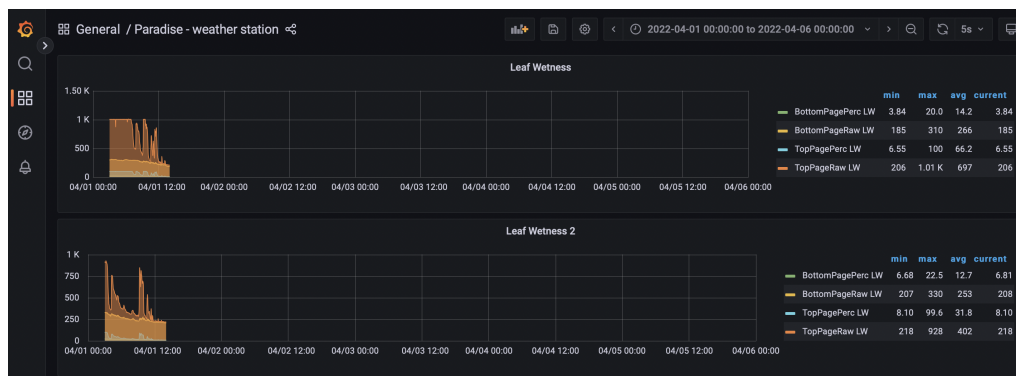 General / Paradise - weather station
2022-04-01 00:00:00 to 2022-04-06 00:00:00
5s
Leaf Wetness
1.50 K
1 K
500
0
04/01 00:00 04/01 12:00 04/02 00:00 04/02 12:00 04/03 00:00 04/03 12:00 04/04 00:00 04/04 12:00 04/05 00:00 04/05 12:00 04/06 00:00
min max avg current
BottomPagePerc LW 3.84 20.0 14.2 3.84
BottomPageRaw LW 185 310 266 185
TopPagePerc LW 6.55 100 66.2 6.55
TopPageRaw LW 206 1.01 K 697 206
Leaf Wetness 2
1 K
750
500
250
0
04/01 00:00 04/01 12:00 04/02 00:00 04/02 12:00 04/03 00:00 04/03 12:00 04/04 00:00 04/04 12:00 04/05 00:00 04/05 12:00 04/06 00:00
min max avg current
BottomPagePerc LW 6.68 22.5 12.7 6.81
BottomPageRaw LW 207 330 253 208
TopPagePerc LW 8.10 99.6 31.8 8.10
TopPageRaw LW 218 928 402 218